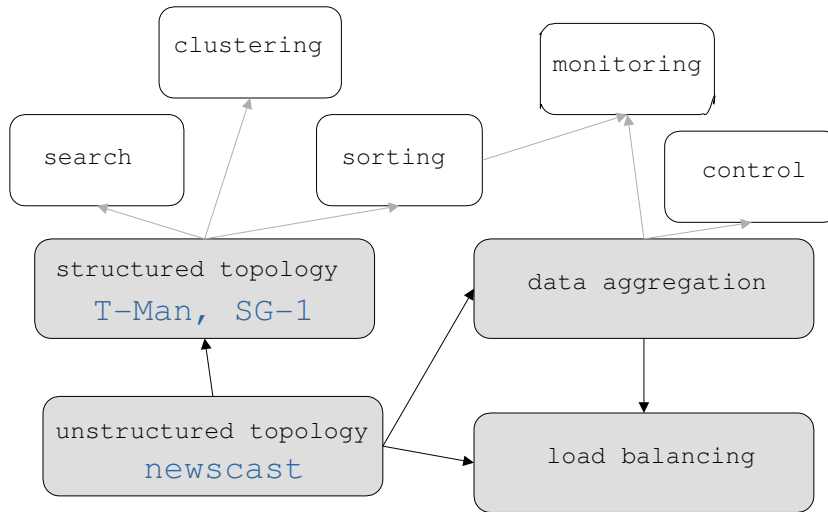 clustering
monitoring
search
sorting
control
structured topology
T-Man, SG-1
data aggregation
unstructured topology
newscast
load balancing